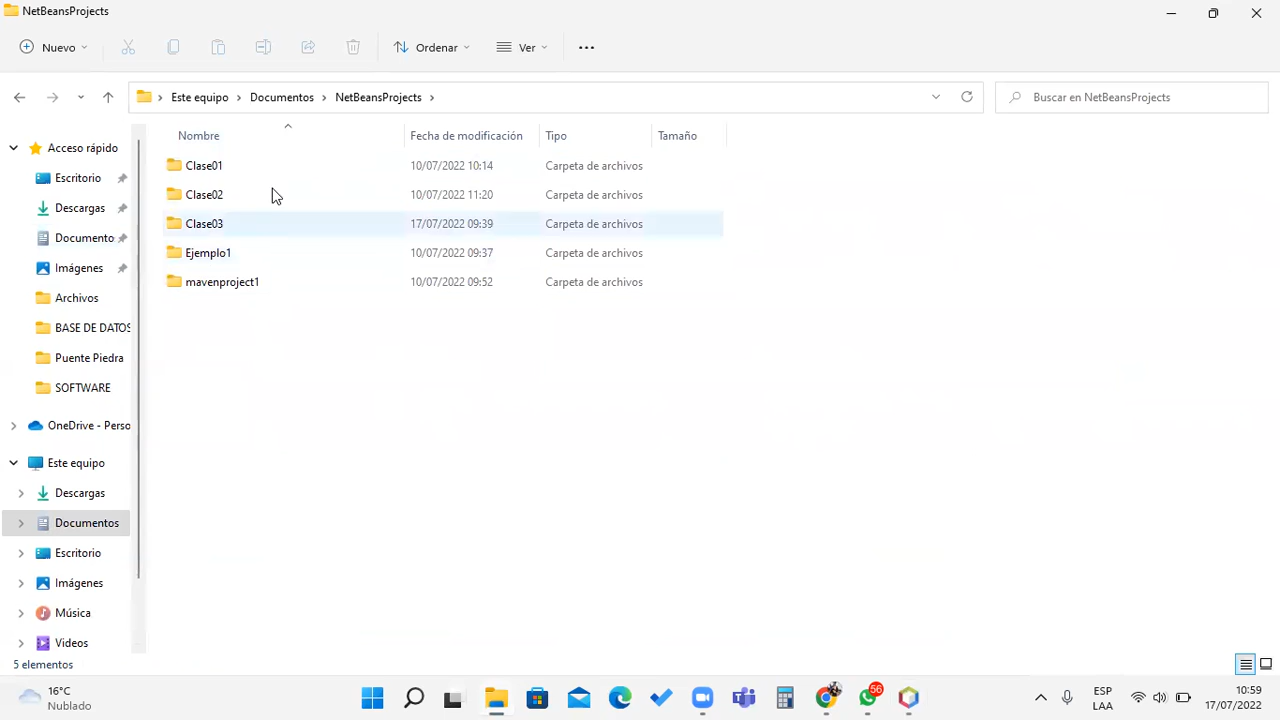 NetBeansProjects
Nuevo
Ordenar
Ver
Este equipo > Documentos > NetBeansProjects >
Buscar en NetBeansProjects
Nombre Fecha de modificación Tipo Tamaño
Clase01 10/07/2022 10:14 Carpeta de archivos
Clase02 10/07/2022 11:20 Carpeta de archivos
Clase03 17/07/2022 09:39 Carpeta de archivos
Ejemplo1 10/07/2022 09:37 Carpeta de archivos
mavenproject1 10/07/2022 09:52 Carpeta de archivos
Acceso rápido
Escritorio
Descargas
Documento
Imágenes
Archivos
BASE DE DATOS
Puente Piedra
SOFTWARE
OneDrive - Perso
Este equipo
Descargas
Documentos
Escritorio
Imágenes
Música
Videos
5 elementos
16°C
Nublado
56
ESP
LAA
10:59
17/07/2022